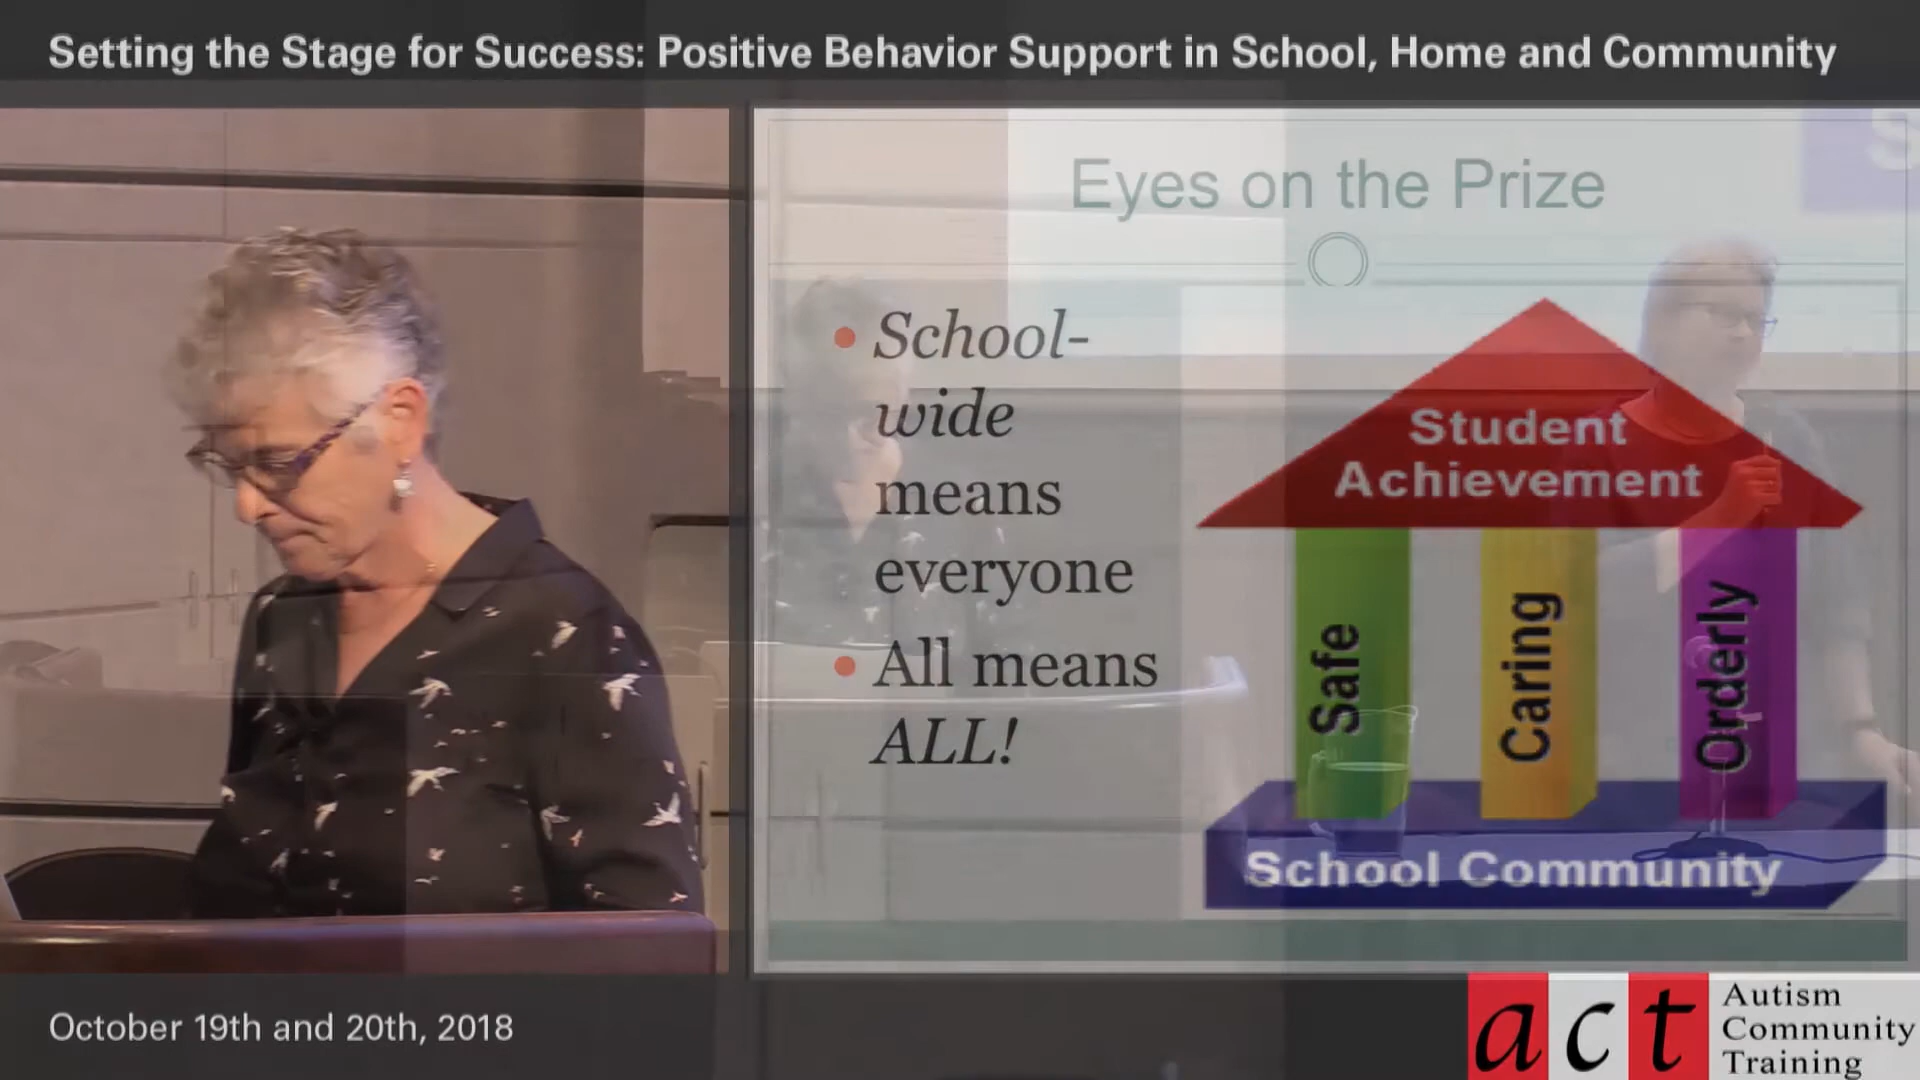 Setting the Stage for Success: Positive Behavior Support in School, Home and Community
Eyes on the Prize
• School-
wide
means
everyone
• All means
ALL!
Student
Achievement
Safe
Caring
Orderly
School Community
October 19th and 20th, 2018
act
Autism
Community
Training
S